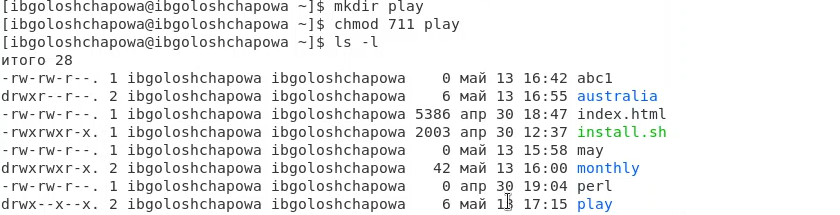 [ibgoloshchapowa@ibgoloshchapowa ~]$ mkdir play
[ibgoloshchapowa@ibgoloshchapowa ~]$ chmod 711 play
[ibgoloshchapowa@ibgoloshchapowa ~]$ ls -l
итого 28
-rw-rw-r--. 1 ibgoloshchapowa ibgoloshchapowa    0 май 13 16:42 abc1
drwxr--r--. 2 ibgoloshchapowa ibgoloshchapowa    6 май 13 16:55 australia
-rw-rw-r--. 1 ibgoloshchapowa ibgoloshchapowa 5386 апр 30 18:47 index.html
-rwxrwxr-x. 1 ibgoloshchapowa ibgoloshchapowa 2003 апр 30 12:37 install.sh
-rw-rw-r--. 1 ibgoloshchapowa ibgoloshchapowa    0 май 13 15:58 may
drwxrwxr-x. 2 ibgoloshchapowa ibgoloshchapowa   42 май 13 16:00 monthly
-rw-rw-r--. 1 ibgoloshchapowa ibgoloshchapowa    0 апр 30 19:04 perl
drwx--x--x. 2 ibgoloshchapowa ibgoloshchapowa    6 май 13 17:15 play